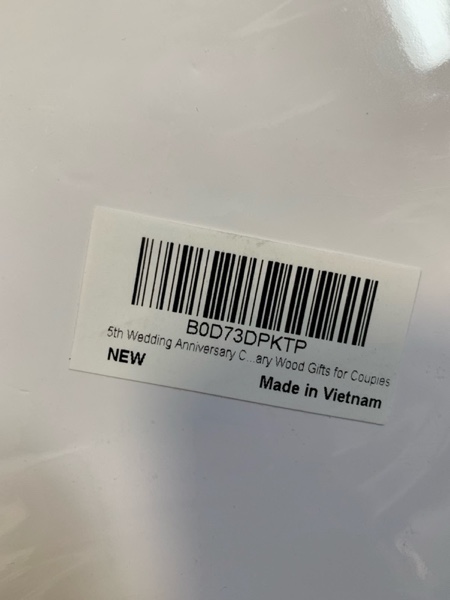 B0D73DPKTP
5th Wedding Anniversary C...ary Wood Gifts for Couples
NEW
Made in Vietnam